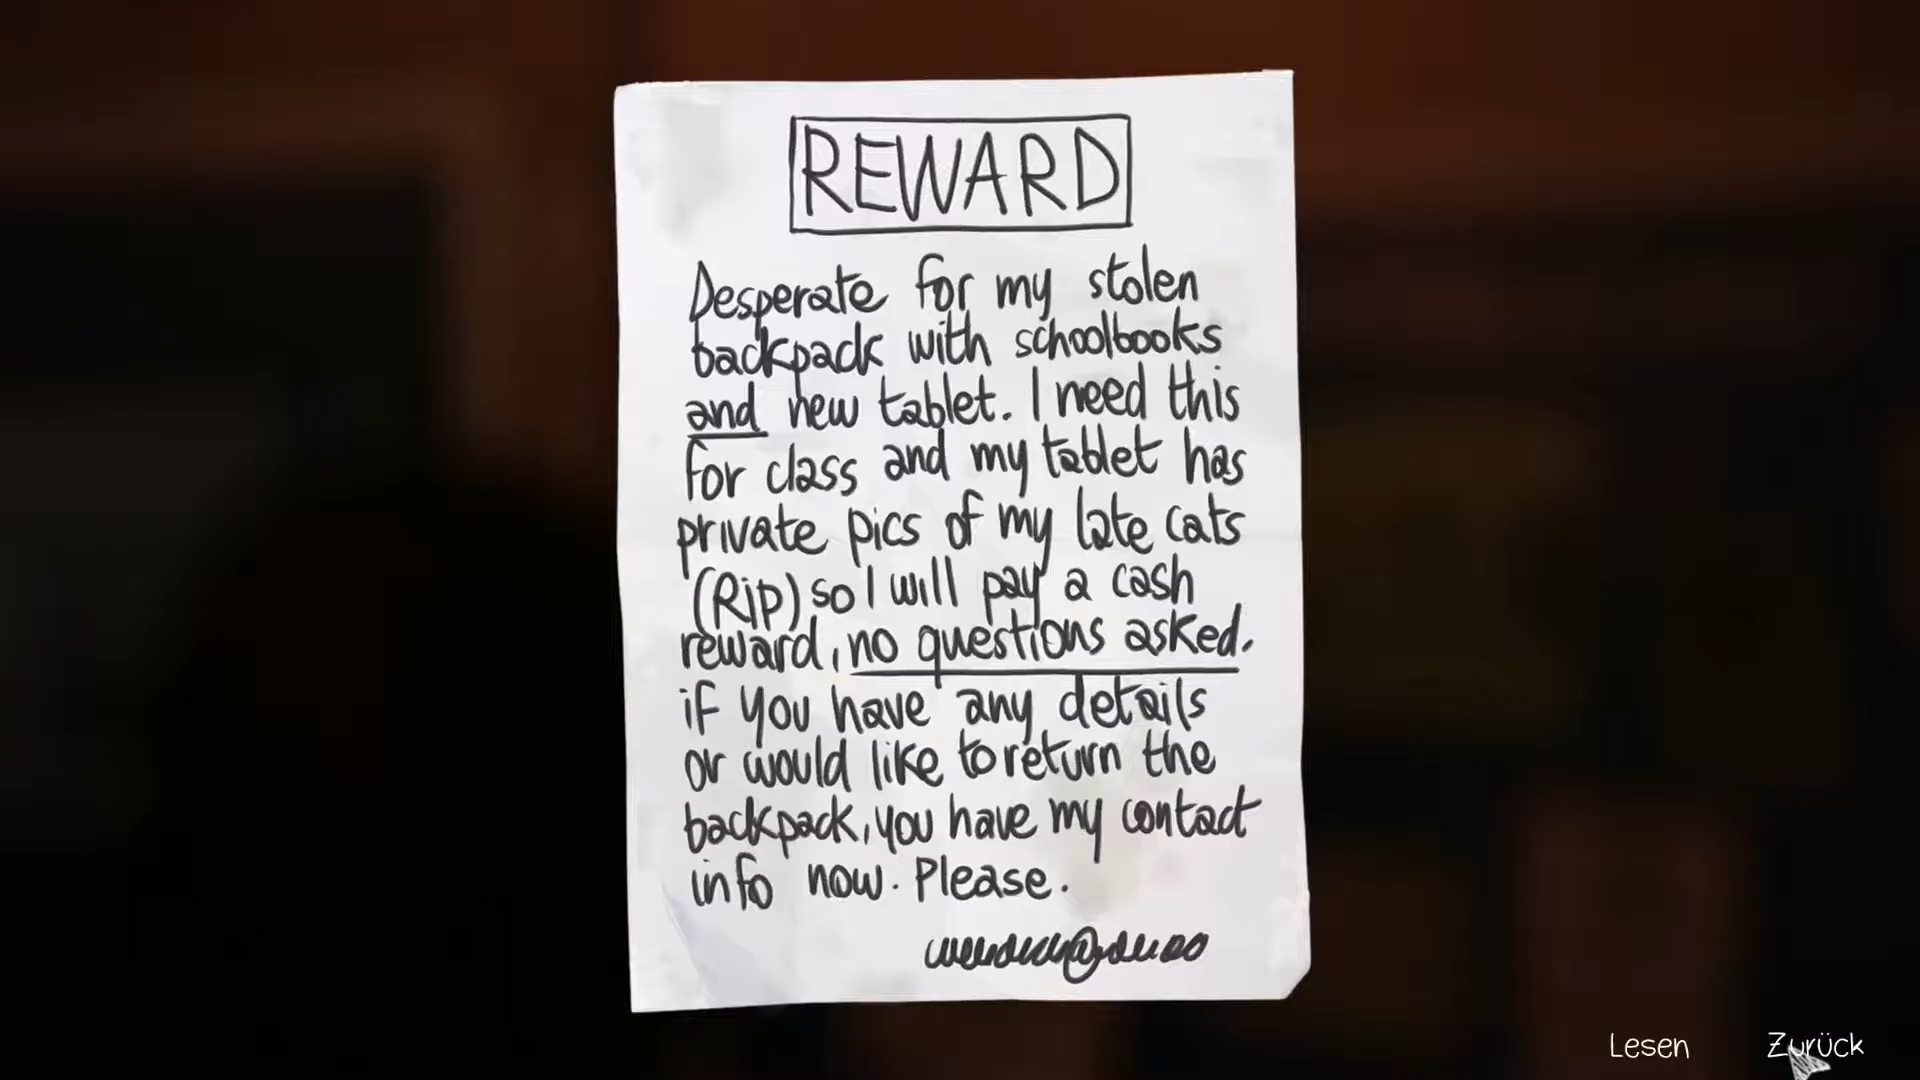 REWARD
Desperate for my stolen
backpack with schoolbooks
and new tablet. I need this
for class and my tablet has
private pics of my late cats
(RiP) so I will pay a cash
reward, no questions asked.
if you have any details
or would like to return the
backpack, you have my contact
info now. Please.
Lesen Zurück